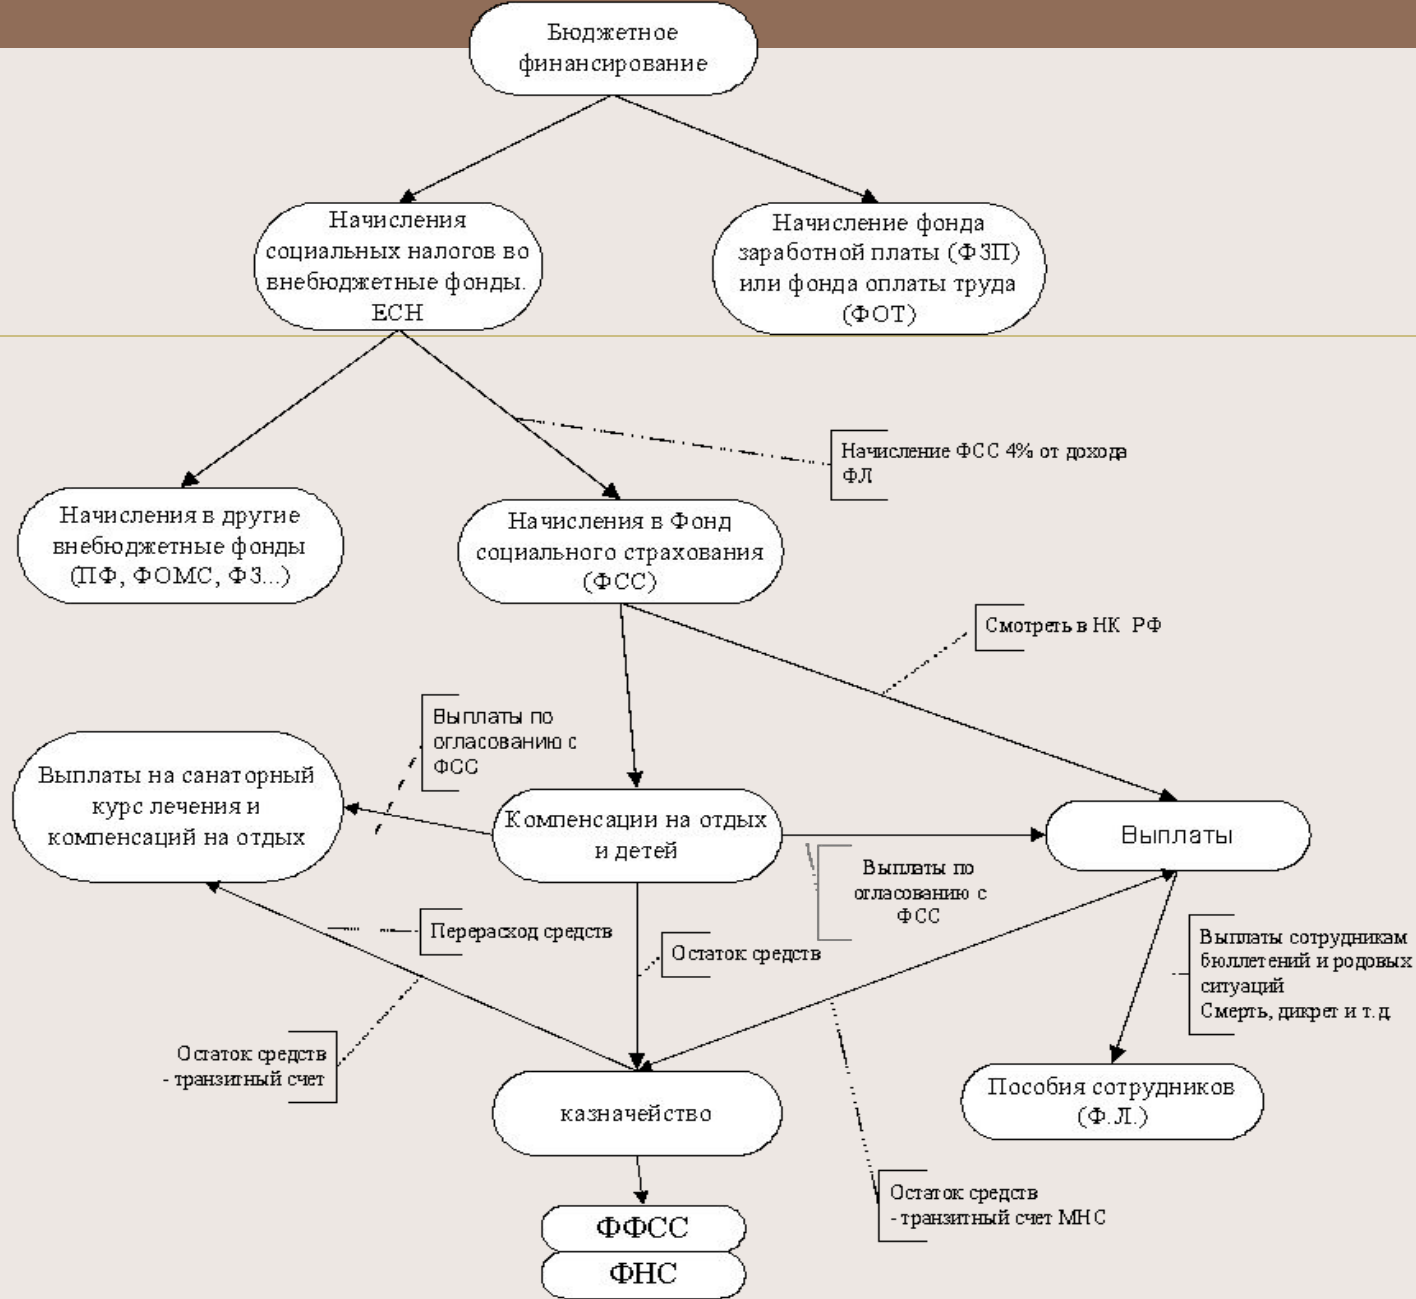 Бюджетное
финансирование
Начисления
социальных налогов во
внебюджетные фонды.
ЕСН
Начисление фонда
заработной платы (ФЗП)
или фонда оплаты труда
(ФОТ)
Начисление ФСС 4% от дохода
ФЛ
Начисления в другие
внебюджетные фонды
(ПФ, ФОМС, ФЗ...)
Начисления в Фонд
социального страхования
(ФСС)
Смотреть в НК РФ
Выплаты по
огласованию с
ФСС
Выплаты на санаторный
курс лечения и
компенсаций на отдых
Компенсации на отдых
и детей
Выплаты
Выплаты по
огласованию с
ФСС
Перерасход средств
Остаток средств
Выплаты сотрудникам
бюллетений и родовых
ситуаций
Смерть, дикрет и т.д.
Остаток средств
- транзитный счет
казначейство
Пособия сотрудников
(Ф.Л.)
Остаток средств
- транзитный счет МНС
ФФСС
ФНС